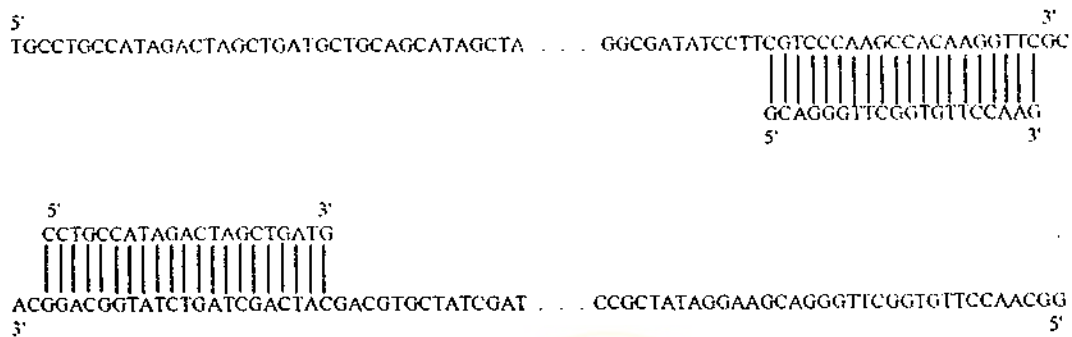 5' 3'
TGCCTGCCATAGACTAGCTGATGCTGCAGCATAGCTA . . . GGCGATATCCTTCGTCCCAAGCCACAAGGTTCGC
GCAGGGTTCGGTGTTCCAAG
5' 3'
5' 3'
CCTGCCATAGACTAGCTGATG
ACGGACGGTATCTGATCGACTACGACGTGCTATCGAT . . . CCGCTATAGGAAGCAGGGTTCGGTGTTCCAACGG
3' 5'